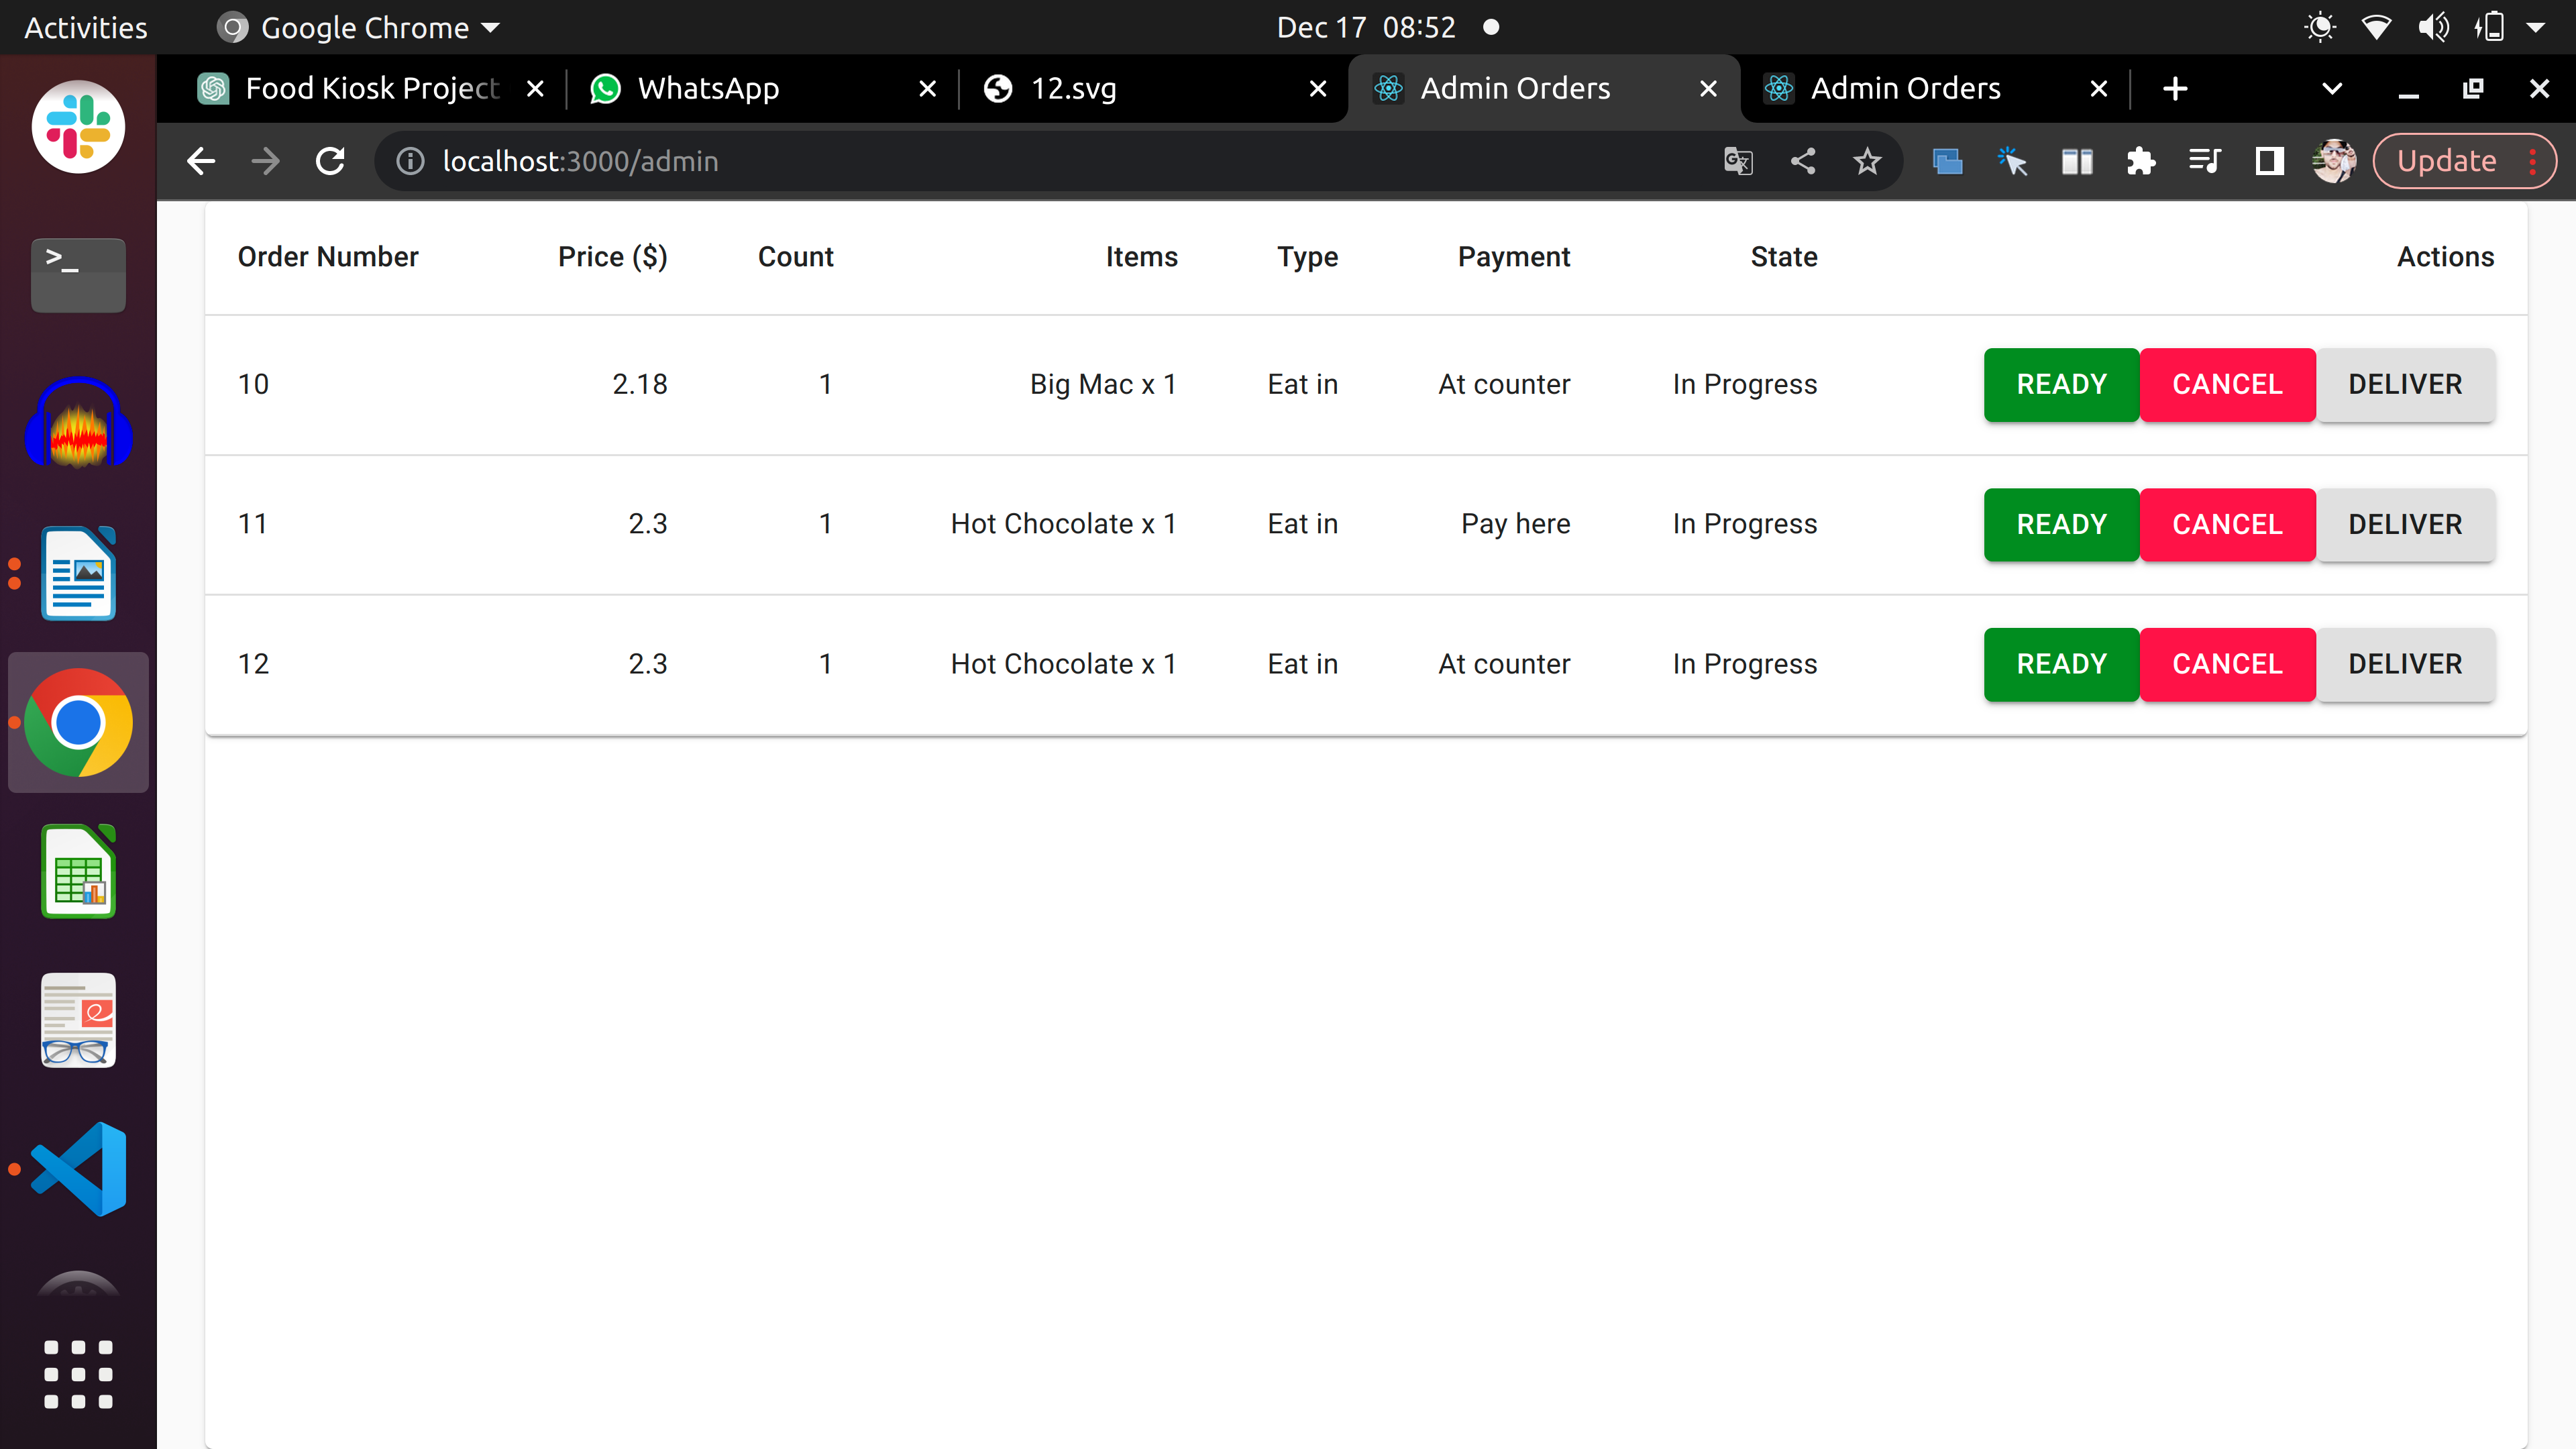 Activities Google Chrome Dec 17 08:52
Food Kiosk Project WhatsApp 12.svg Admin Orders Admin Orders
localhost:3000/admin Update
Order Number Price ($) Count Items Type Payment State Actions
10 2.18 1 Big Mac x 1 Eat in At counter In Progress READY CANCEL DELIVER
11 2.3 1 Hot Chocolate x 1 Eat in Pay here In Progress READY CANCEL DELIVER
12 2.3 1 Hot Chocolate x 1 Eat in At counter In Progress READY CANCEL DELIVER